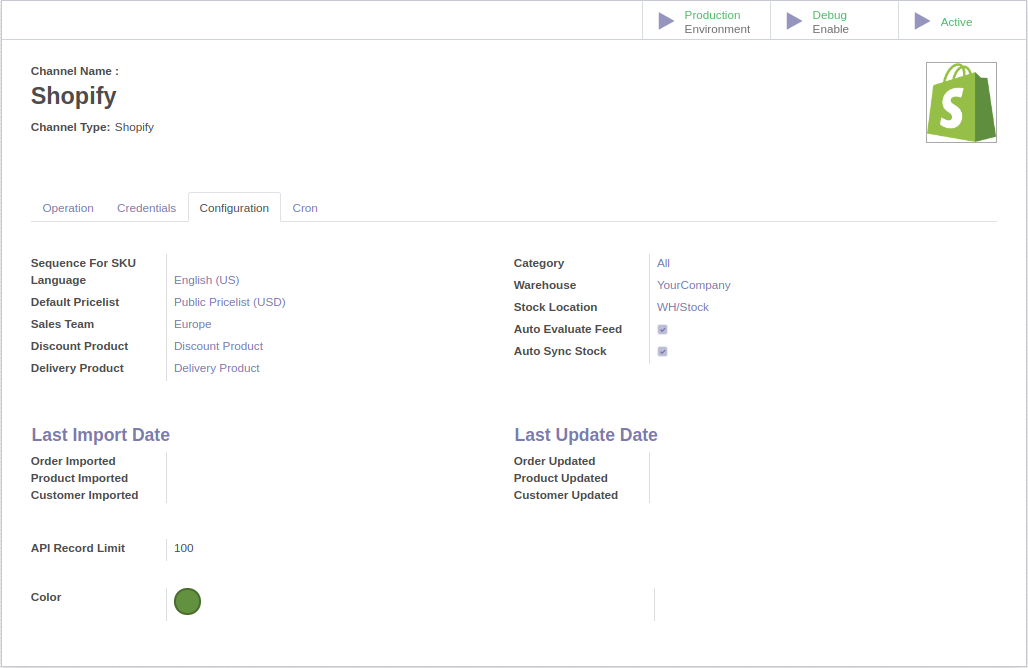 Production
Environment
Debug
Enable
Active
Channel Name :
Shopify
Channel Type: Shopify
S
Operation Credentials Configuration Cron
Sequence For SKU
Language English (US)
Default Pricelist Public Pricelist (USD)
Sales Team Europe
Discount Product Discount Product
Delivery Product Delivery Product
Category All
Warehouse YourCompany
Stock Location WH/Stock
Auto Evaluate Feed
Auto Sync Stock
Last Import Date
Order Imported
Product Imported
Customer Imported
Last Update Date
Order Updated
Product Updated
Customer Updated
API Record Limit 100
Color